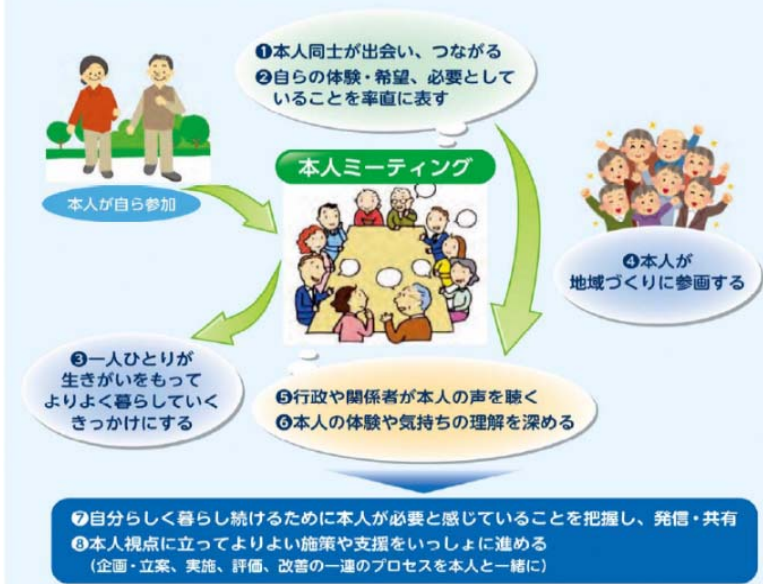 ❶本人同士が出会い、つながる
❷自らの体験・希望、必要として
いることを率直に表す
本人ミーティング
本人が自ら参加
❹本人が
地域づくりに参画する
❸一人ひとりが
生きがいをもって
よりよく暮らしていく
きっかけにする
❺行政や関係者が本人の声を聴く
❻本人の体験や気持ちの理解を深める
❼自分らしく暮らし続けるために本人が必要と感じていることを把握し、発信・共有
❽本人視点に立ってよりよい施策や支援をいっしょに進める
（企画・立案、実施、評価、改善の一連のプロセスを本人と一緒に）